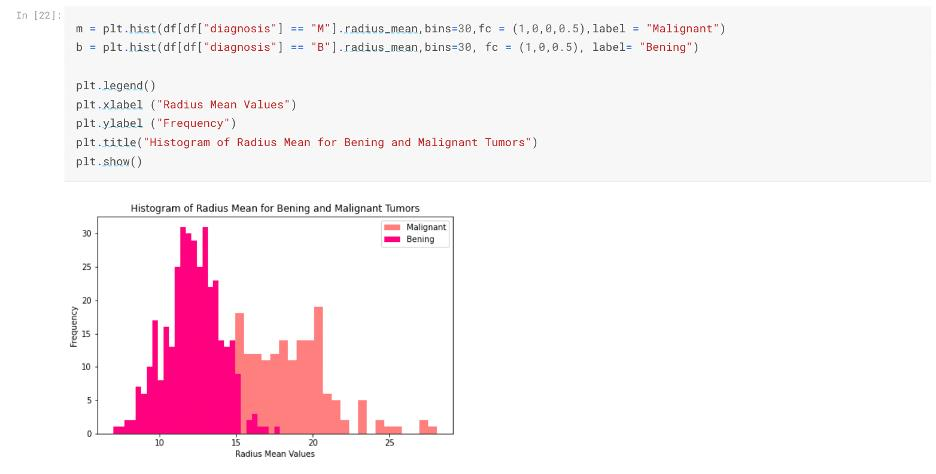 In [22]:
m = plt.hist(df[df["diagnosis"] == "M"].radius_mean,bins=30,fc = (1,0,0,0.5),label = "Malignant")
b = plt.hist(df[df["diagnosis"] == "B"].radius_mean,bins=30, fc = (1,0,0.5), label= "Bening")
plt.legend()
plt.xlabel ("Radius Mean Values")
plt.ylabel ("Frequency")
plt.title("Histogram of Radius Mean for Bening and Malignant Tumors")
plt.show()
Histogram of Radius Mean for Bening and Malignant Tumors
Malignant
Bening
Frequency
30
25
20
15
10
5
0
10 15 20 25
Radius Mean Values